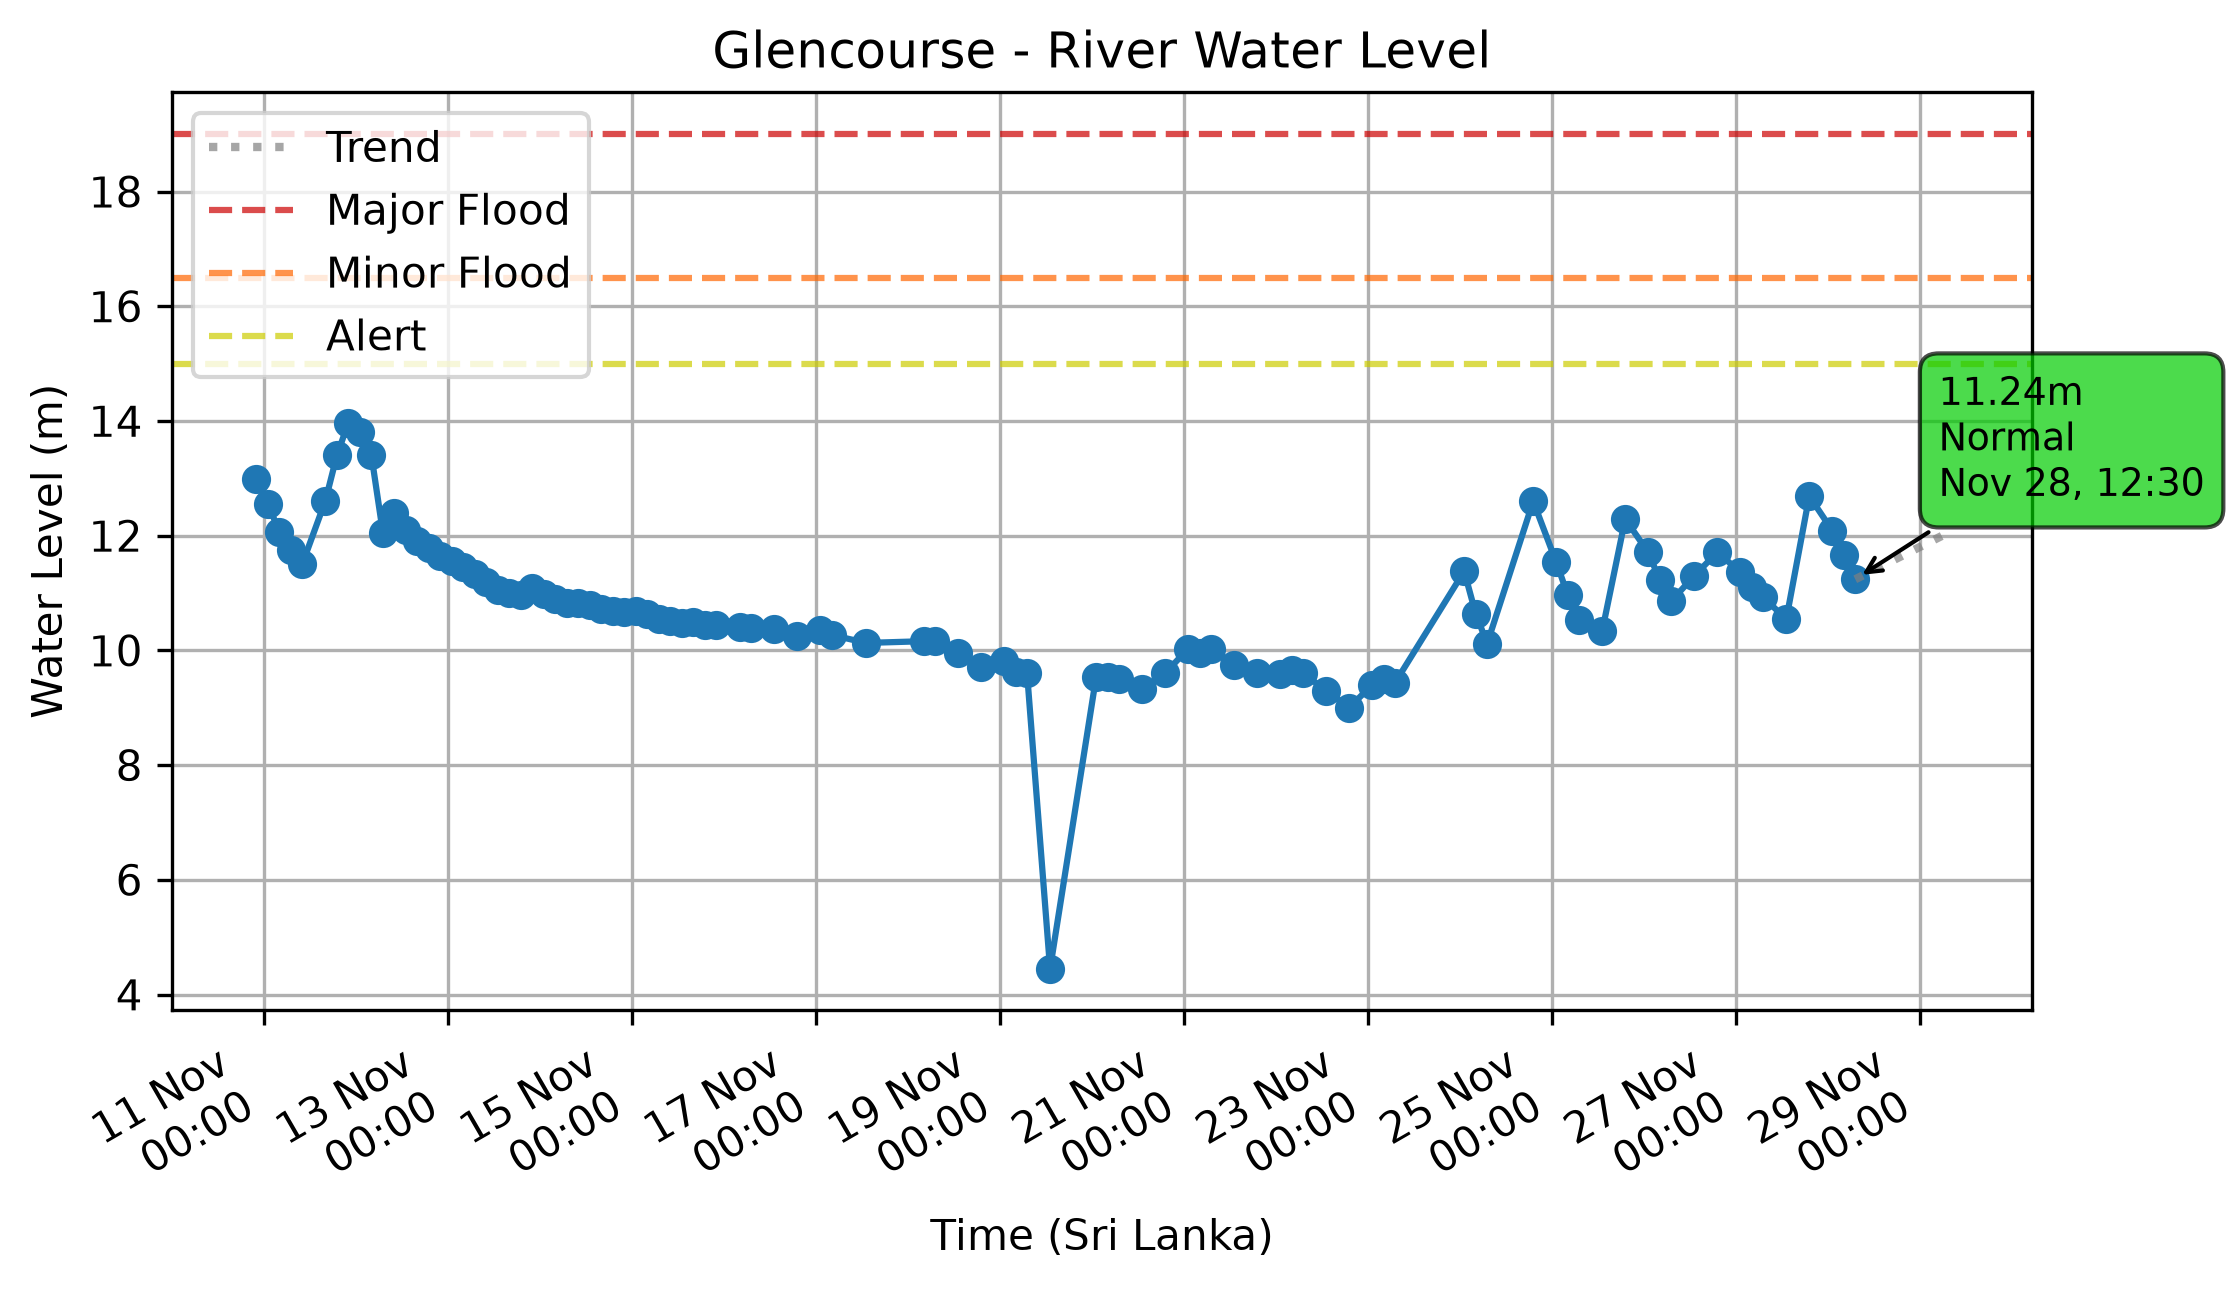 Glencourse - River Water Level
Trend
Major Flood
Minor Flood
Alert
11.24m
Normal
Nov 28, 12:30
Water Level (m)
18
16
14
12
10
8
6
4
11 Nov
00:00
13 Nov
00:00
15 Nov
00:00
17 Nov
00:00
19 Nov
00:00
21 Nov
00:00
23 Nov
00:00
25 Nov
00:00
27 Nov
00:00
29 Nov
00:00
Time (Sri Lanka)